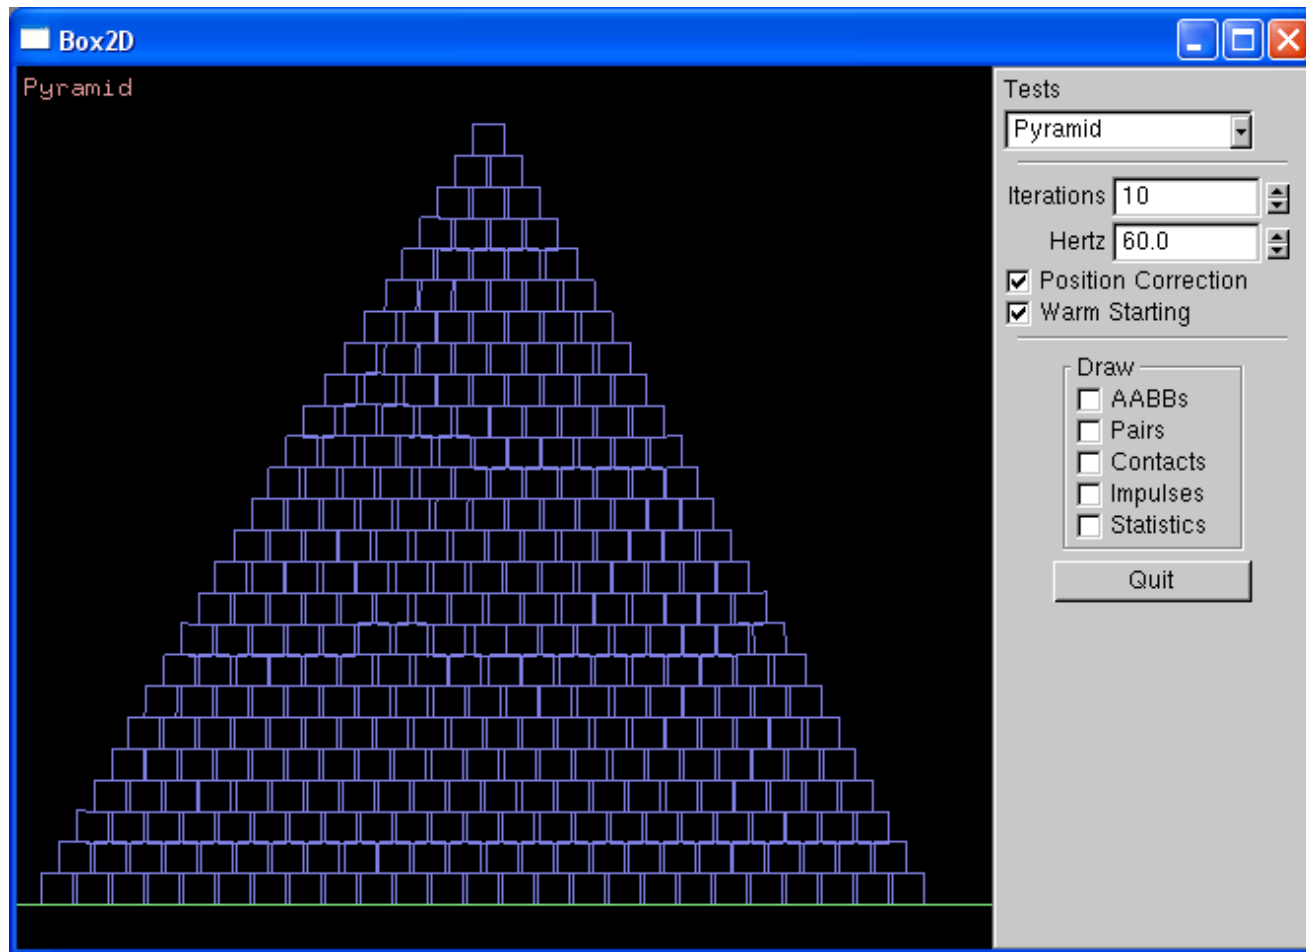 Box2D
Pyramid
Tests
Pyramid
Iterations 10
Hertz 60.0
Position Correction
Warm Starting
Draw
AABBs
Pairs
Contacts
Impulses
Statistics
Quit